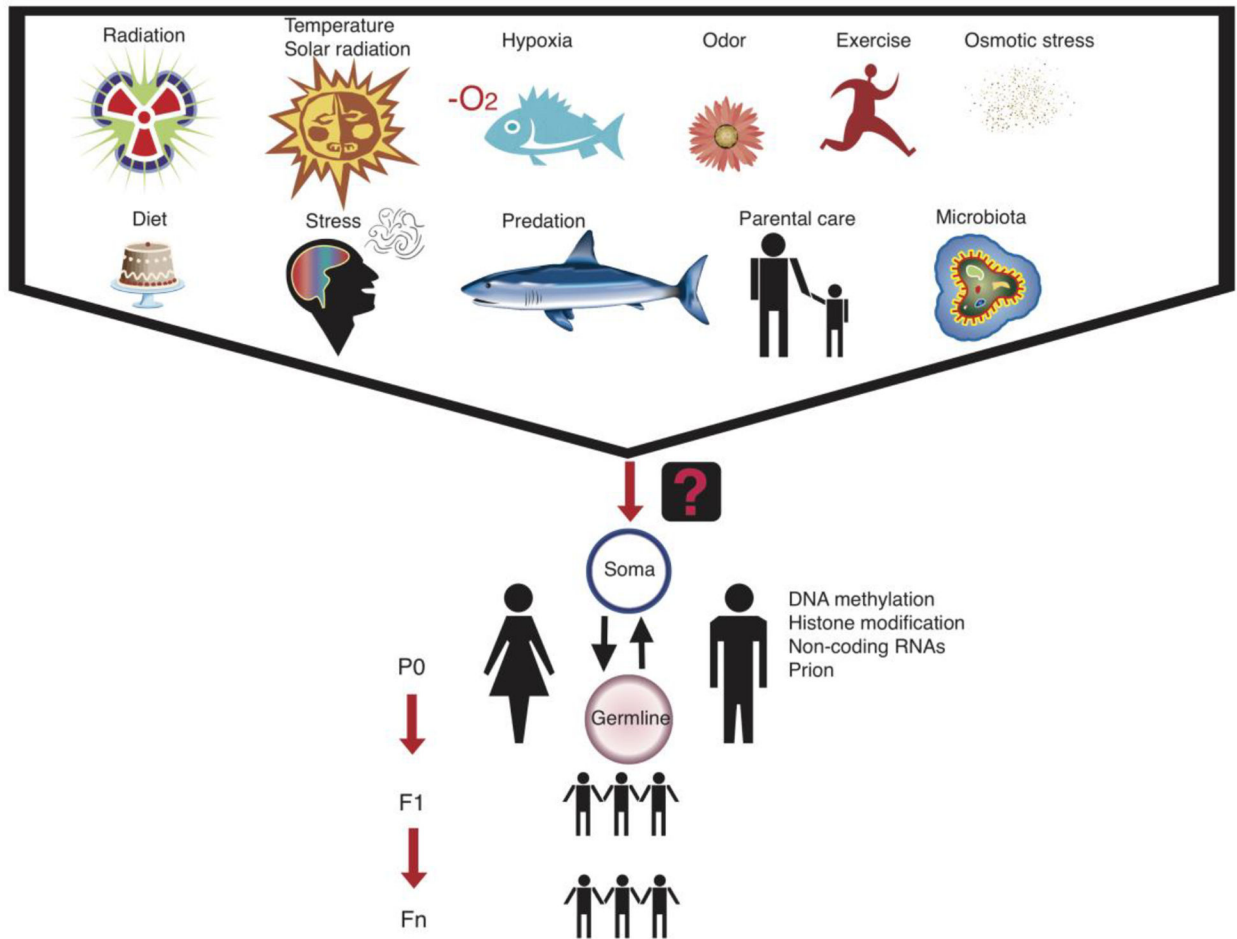 Radiation
Temperature
Solar radiation
Hypoxia
Odor
Exercise
Osmotic stress
-O2
Diet
Stress
Predation
Parental care
Microbiota
?
Soma
DNA methylation
Histone modification
Non-coding RNAs
Prion
P0
Germline
F1
Fn